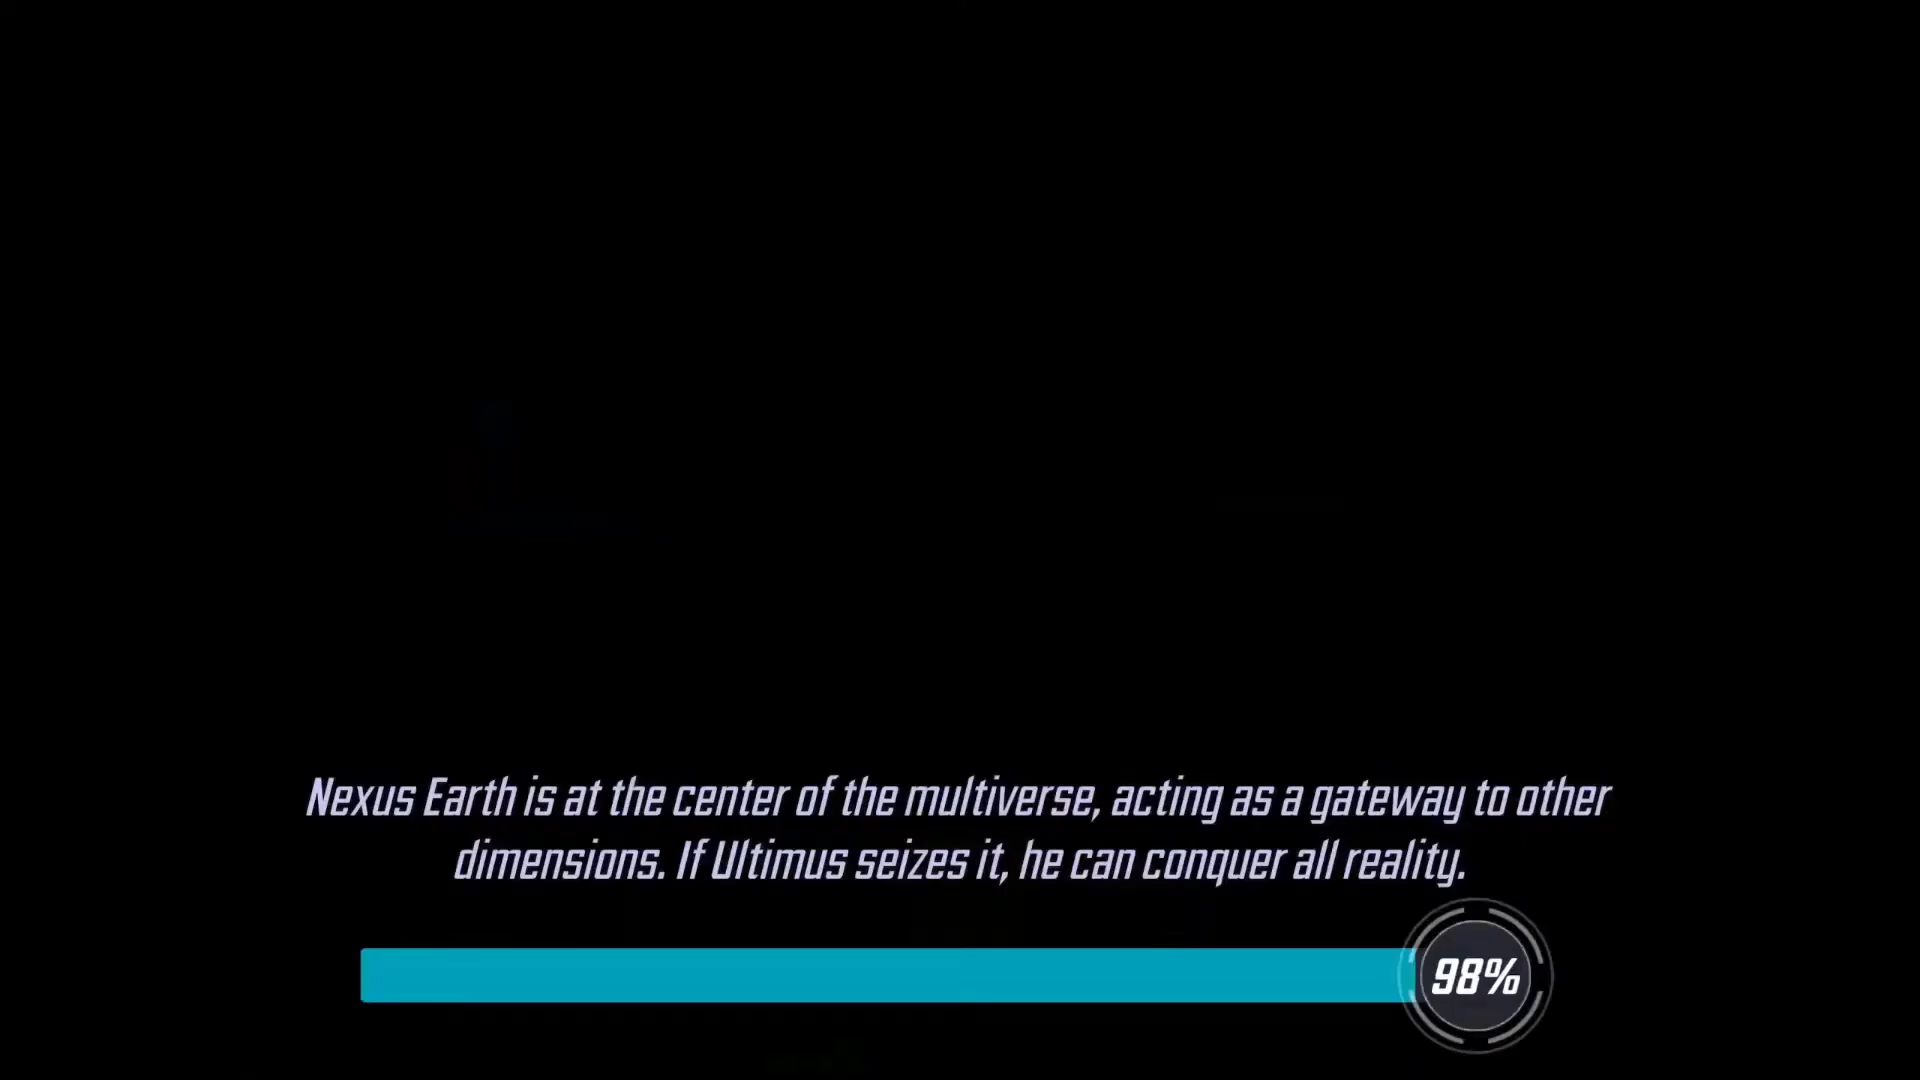 Nexus Earth is at the center of the multiverse, acting as a gateway to other
dimensions. If Ultimus seizes it, he can conquer all reality.
98%